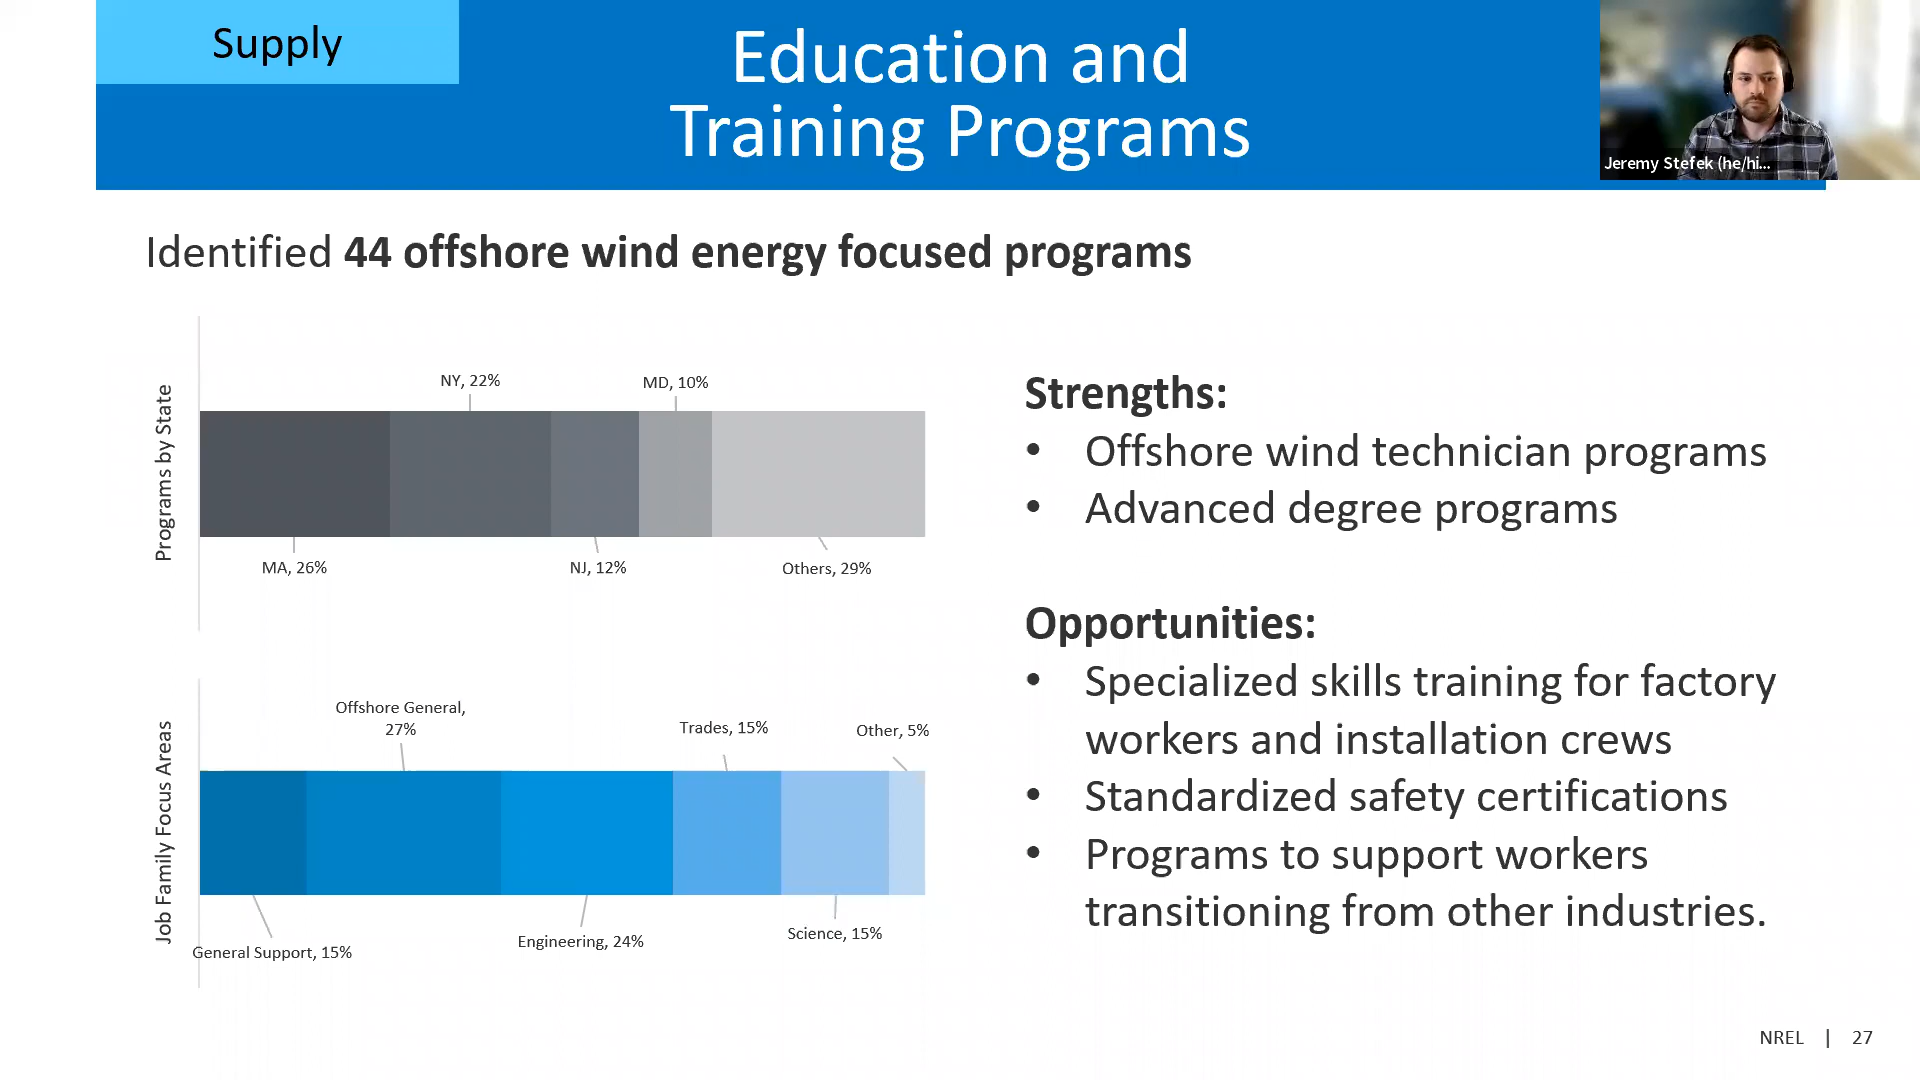 Supply
Education and
Training Programs
Jeremy Stefek (he/hi...
Identified 44 offshore wind energy focused programs
Programs by State
NY, 22%
MD, 10%
MA, 26%
NJ, 12%
Others, 29%
Job Family Focus Areas
Offshore General,
27%
Trades, 15%
Other, 5%
General Support, 15%
Engineering, 24%
Science, 15%
Strengths:
• Offshore wind technician programs
• Advanced degree programs
Opportunities:
• Specialized skills training for factory
workers and installation crews
• Standardized safety certifications
• Programs to support workers
transitioning from other industries.
NREL | 27